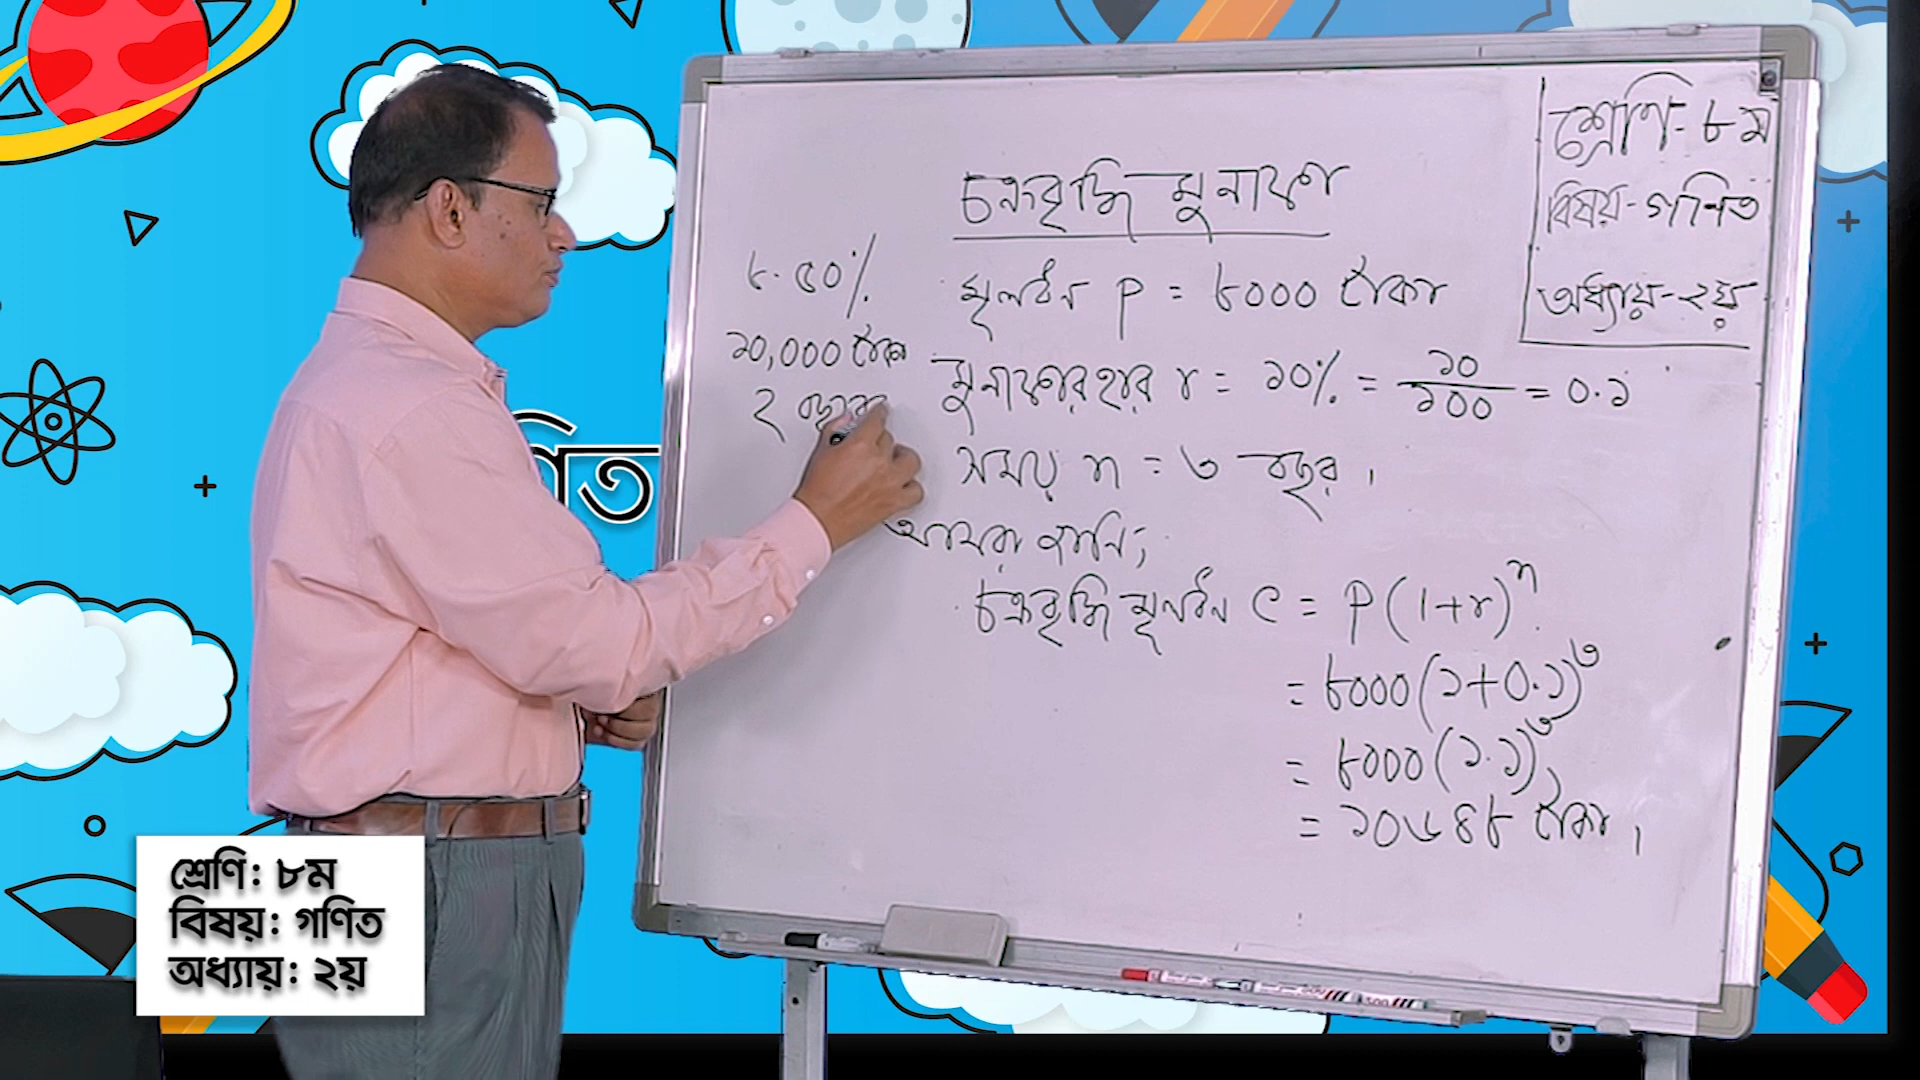 শ্রেণি- ৮ম
বিষয়- গণিত
অধ্যায়- ২য়
চক্রবৃদ্ধি মুনাফা
৮.৫০%
১০,০০০ টাকা
২ বছরে
মূলধন P = ৮০০০ টাকা
মুনাফার হার r = ১০% = ১০/১০০ = ০.১
সময় n = ৩ বছর।
আমরা জানি,
চক্রবৃদ্ধি মূলধন C = P(1+r)ⁿ
= ৮০০০(১+০.১)^৩
= ৮০০০(১.১)^৩
= ১০৬৪৮ টাকা।
শ্রেণি: ৮ম
বিষয়: গণিত
অধ্যায়: ২য়